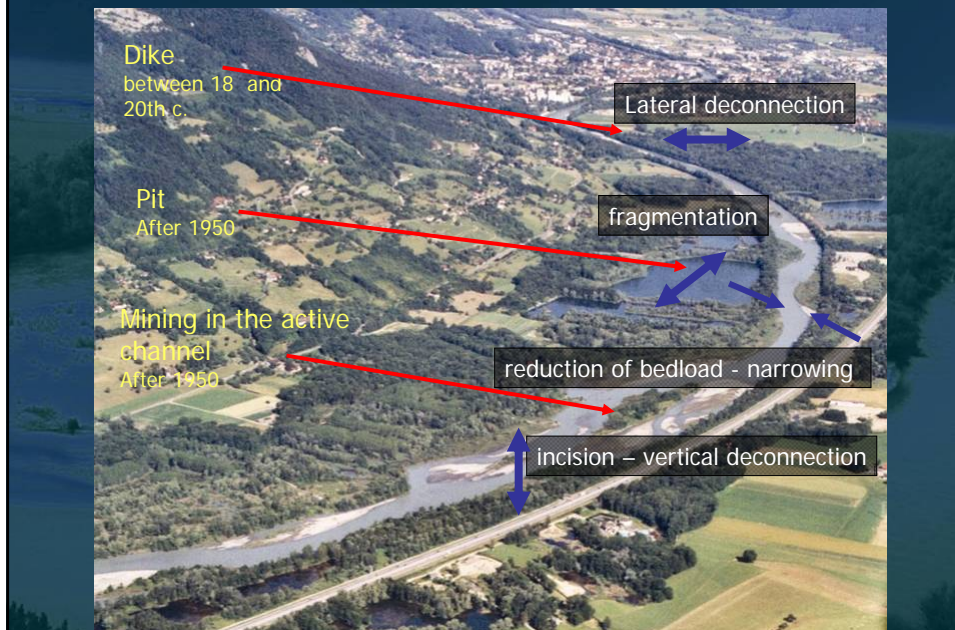 Dike
between 18 and
20th c.
Lateral deconnection
Pit
After 1950
fragmentation
Mining in the active
channel
After 1950
reduction of bedload - narrowing
incision – vertical deconnection